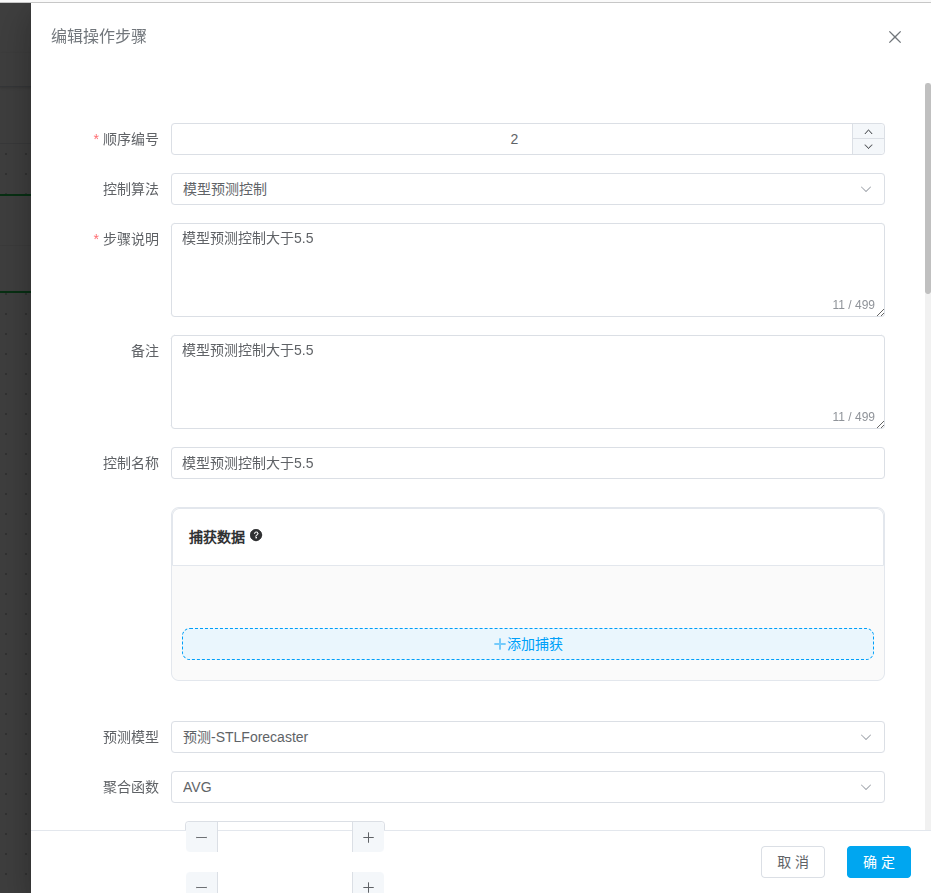 编辑操作步骤
* 顺序编号
2
控制算法
模型预测控制
* 步骤说明
模型预测控制大于5.5
11 / 499
备注
模型预测控制大于5.5
11 / 499
控制名称
模型预测控制大于5.5
捕获数据 ?
+添加捕获
预测模型
预测-STLForecaster
聚合函数
AVG
取 消
确 定